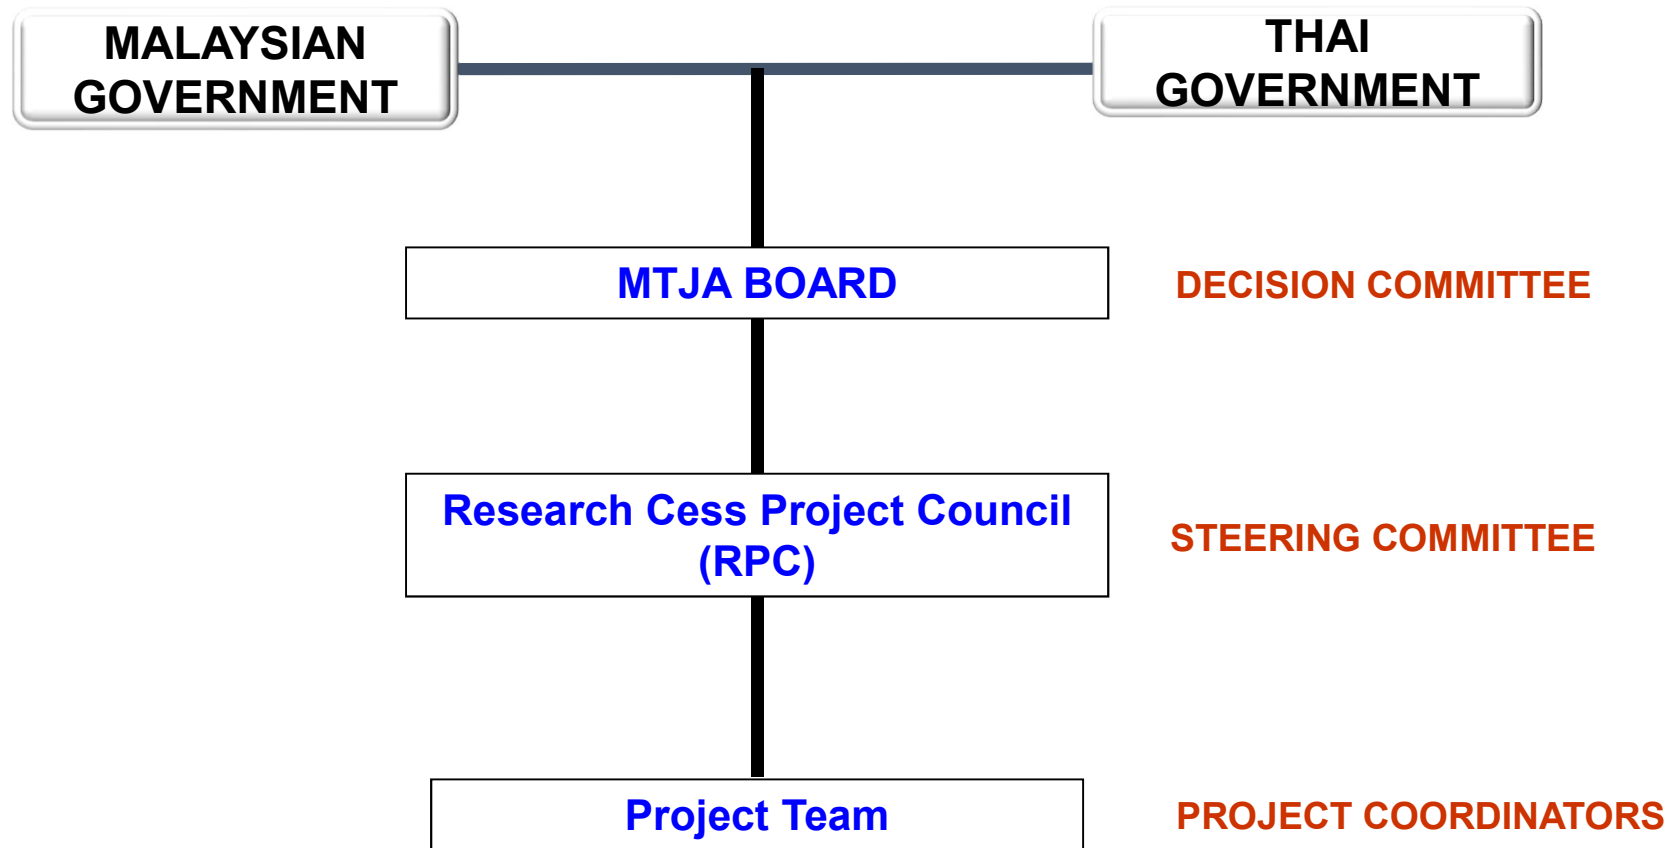 MALAYSIAN
GOVERNMENT
THAI
GOVERNMENT
MTJA BOARD
DECISION COMMITTEE
Research Cess Project Council
(RPC)
STEERING COMMITTEE
Project Team
PROJECT COORDINATORS